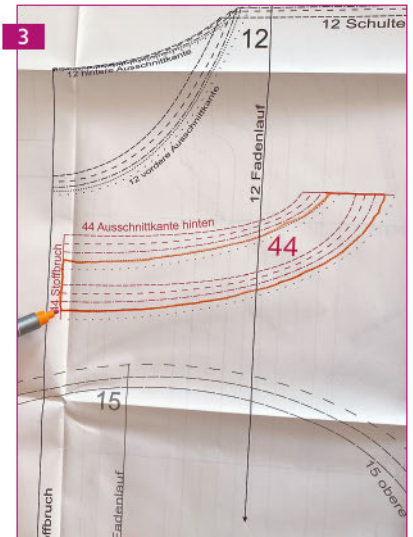 3
12
12 Schulte
12 hintere Ausschnittkante
12 vordere Ausschnittkante
12 Fadenlauf
44 Ausschnittkante hinten
44
44 Stoffbruch
15
15 obere
offbruch
Fadenlauf